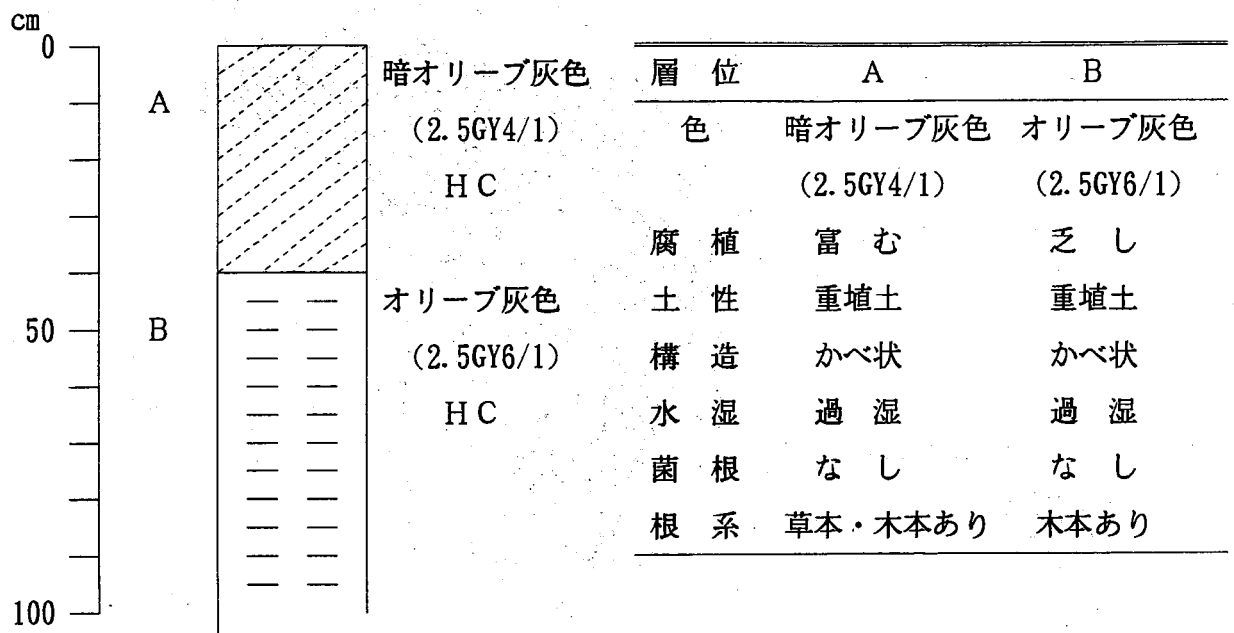 cm
0
50
100
A
B
暗オリーブ灰色
(2.5GY4/1)
HC
オリーブ灰色
(2.5GY6/1)
HC
層 位 A B
色 暗オリーブ灰色 オリーブ灰色
(2.5GY4/1) (2.5GY6/1)
腐 植 富 む 乏 し
土 性 重埴土 重埴土
構 造 かべ状 かべ状
水 湿 過 湿 過 湿
菌 根 な し な し
根 系 草本・木本あり 木本あり